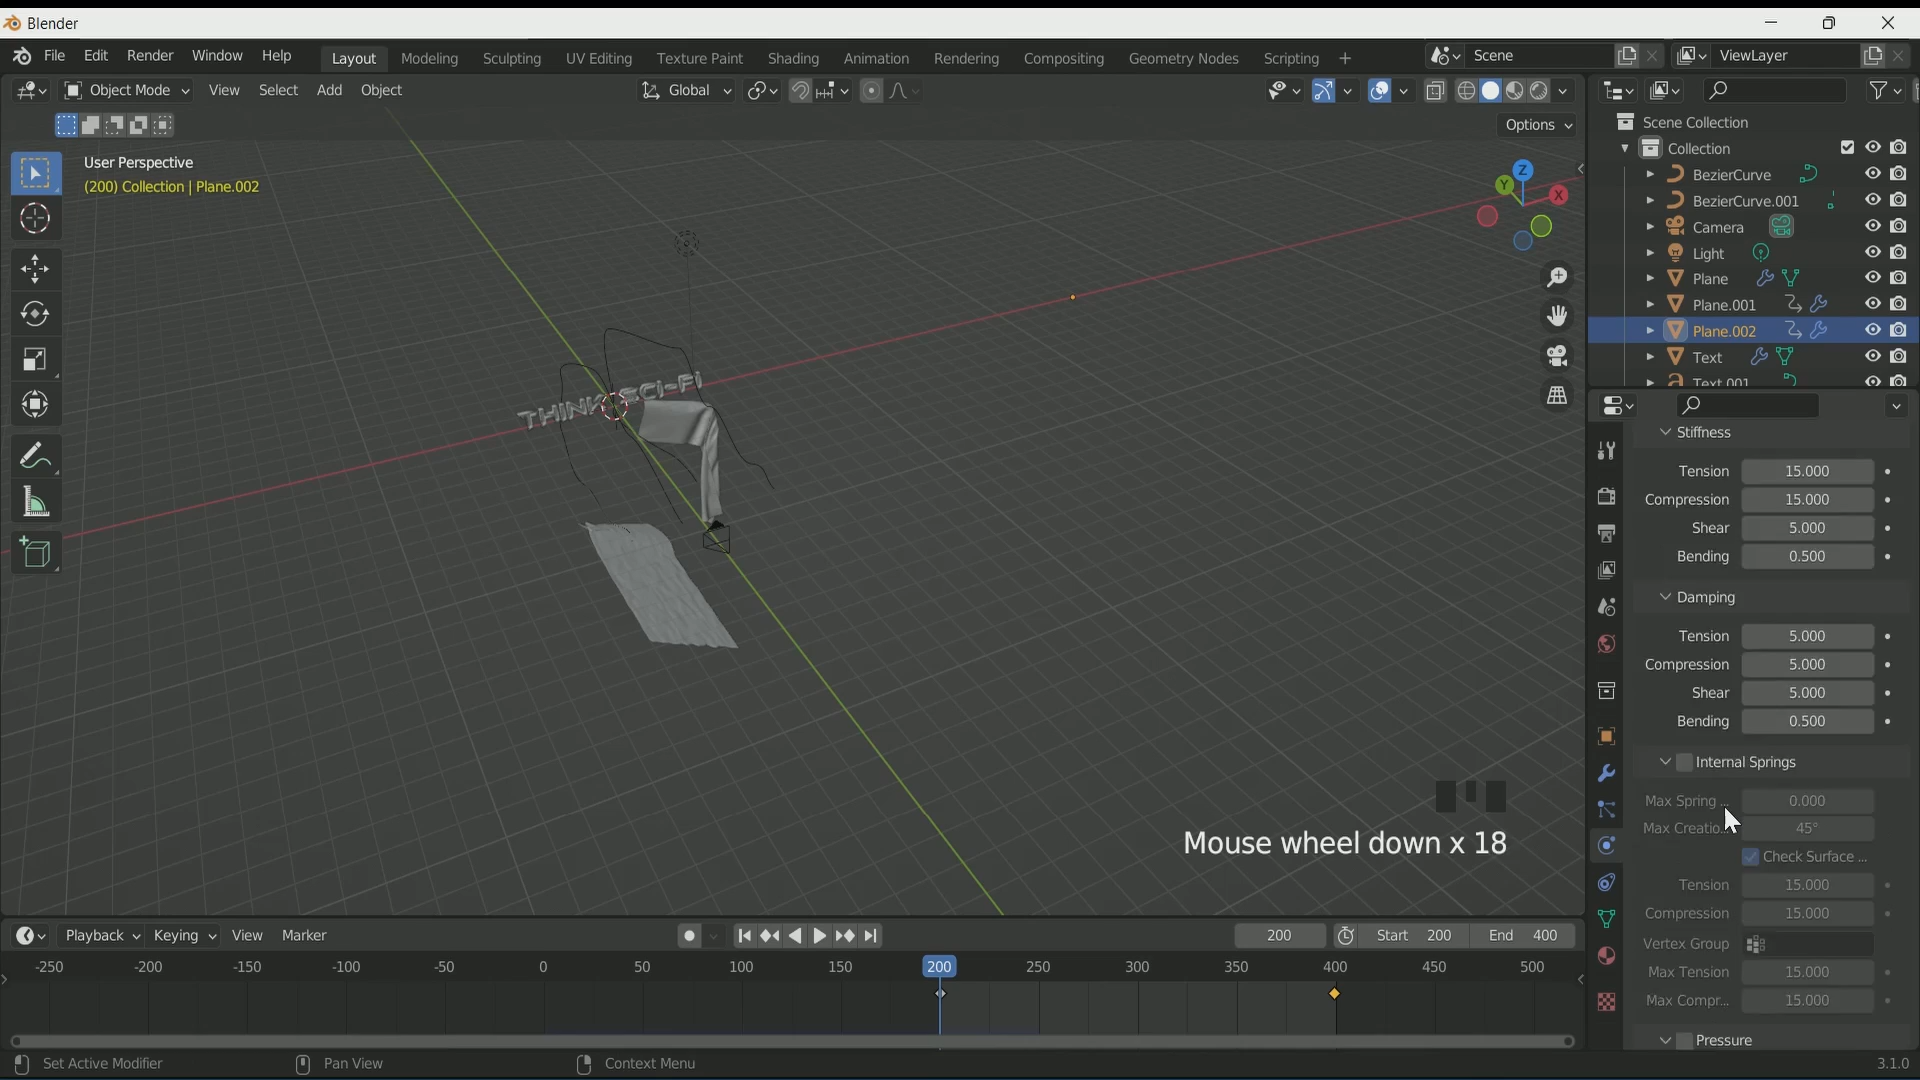 Blender
File Edit Render Window Help Layout Modeling Sculpting UV Editing Texture Paint Shading Animation Rendering Compositing Geometry Nodes Scripting + Scene ViewLayer
Object Mode View Select Add Object Global
Options
User Perspective
(200) Collection | Plane.002
Z
Y
X
THINK SCI-FI
Scene Collection
Collection
BezierCurve
BezierCurve.001
Camera
Light
Plane
Plane.001
Plane.002
Text
Text.001
Stiffness
Tension 15.000
Compression 15.000
Shear 5.000
Bending 0.500
Damping
Tension 5.000
Compression 5.000
Shear 5.000
Bending 0.500
Internal Springs
Max Spring ... 0.000
Max Creatio... 45°
Check Surface ...
Tension 15.000
Compression 15.000
Vertex Group
Max Tension 15.000
Max Compr... 15.000
Pressure
Mouse wheel down x 18
Playback Keying View Marker 200 Start 200 End 400
-250 -200 -150 -100 -50 0 50 100 150 200 250 300 350 400 450 500
Set Active Modifier Pan View Context Menu 3.1.0